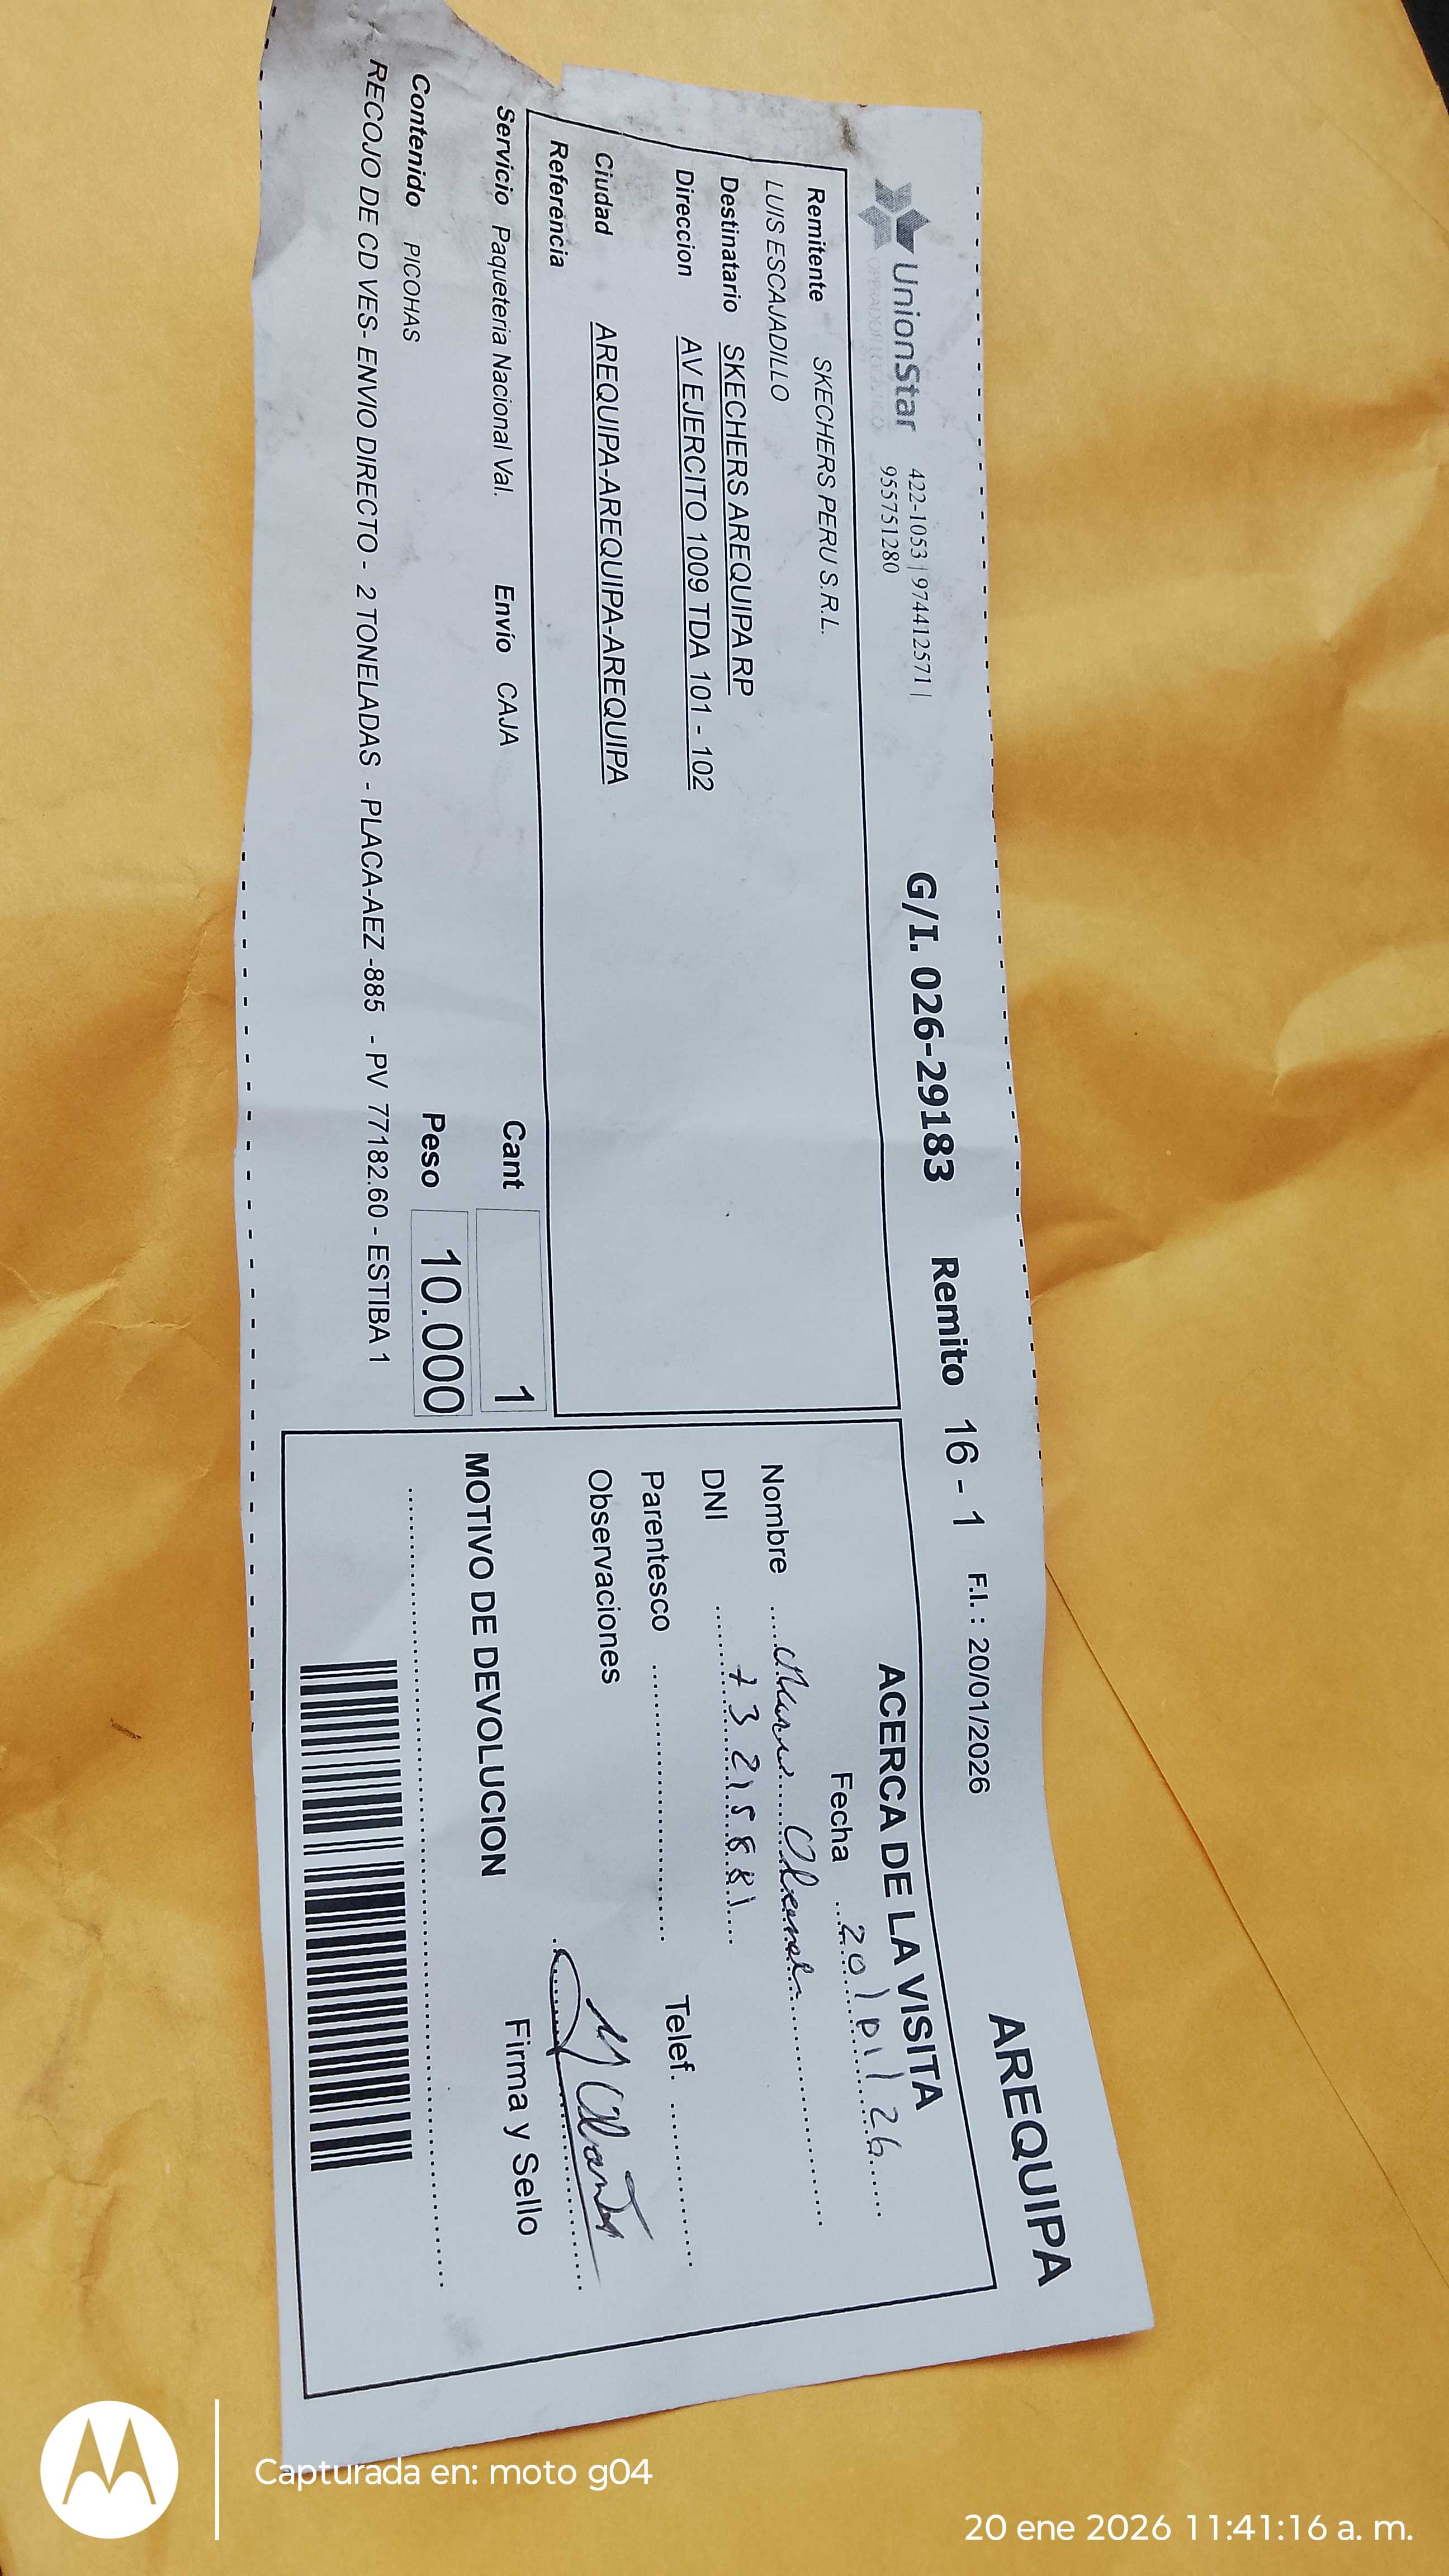 UnionStar
OPERADOR LOGISTICO
422-1053 | 974412571 |
955751280
G/I. 026-29183
Remito 16 - 1
F.I. : 20/01/2026
AREQUIPA
Remitente SKECHERS PERU S.R.L.
LUIS ESCAJADILLO
Destinatario SKECHERS AREQUIPA RP
Direccion AV EJERCITO 1009 TDA 101 - 102
Ciudad AREQUIPA-AREQUIPA-AREQUIPA
Referencia
Servicio Paqueteria Nacional Val. Envío CAJA Cant 1
Contenido PICOHAS Peso 10.000
RECOJO DE CD VES- ENVIO DIRECTO - 2 TONELADAS - PLACA-AEZ -885 - PV 77182.60 - ESTIBA 1
ACERCA DE LA VISITA
Fecha 20/01/26
Nombre
DNI 73215881
Parentesco Telef.
Observaciones
Firma y Sello
MOTIVO DE DEVOLUCION
Capturada en: moto g04
20 ene 2026 11:41:16 a. m.